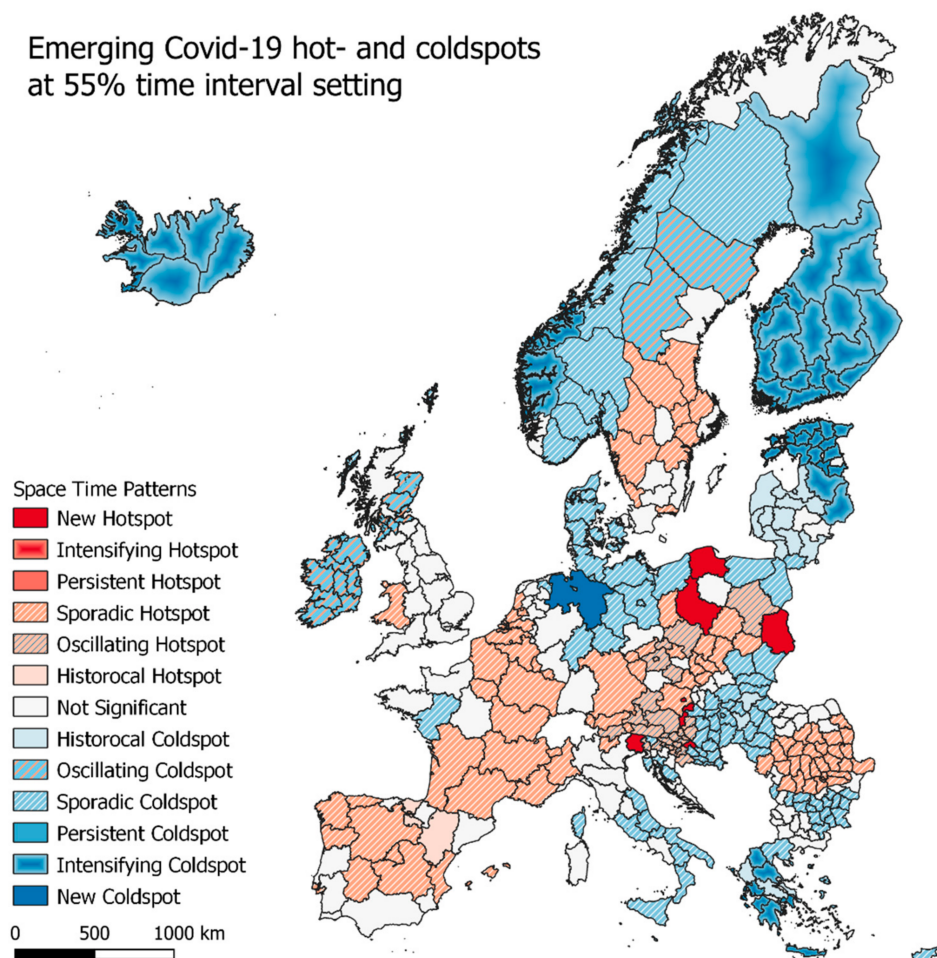 Emerging Covid-19 hot- and coldspots
at 55% time interval setting
Space Time Patterns
New Hotspot
Intensifying Hotspot
Persistent Hotspot
Sporadic Hotspot
Oscillating Hotspot
Historocal Hotspot
Not Significant
Historocal Coldspot
Oscillating Coldspot
Sporadic Coldspot
Persistent Coldspot
Intensifying Coldspot
New Coldspot
0 500 1000 km